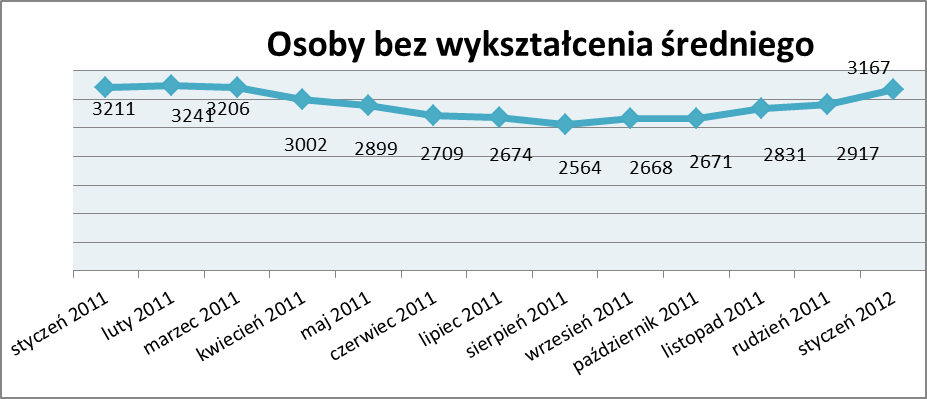 Osoby bez wykształcenia średniego
3211
3241
3206
3002
2899
2709
2674
2564
2668
2671
2831
2917
3167
styczeń 2011
luty 2011
marzec 2011
kwiecień 2011
maj 2011
czerwiec 2011
lipiec 2011
sierpień 2011
wrzesień 2011
październik 2011
listopad 2011
rudzień 2011
styczeń 2012